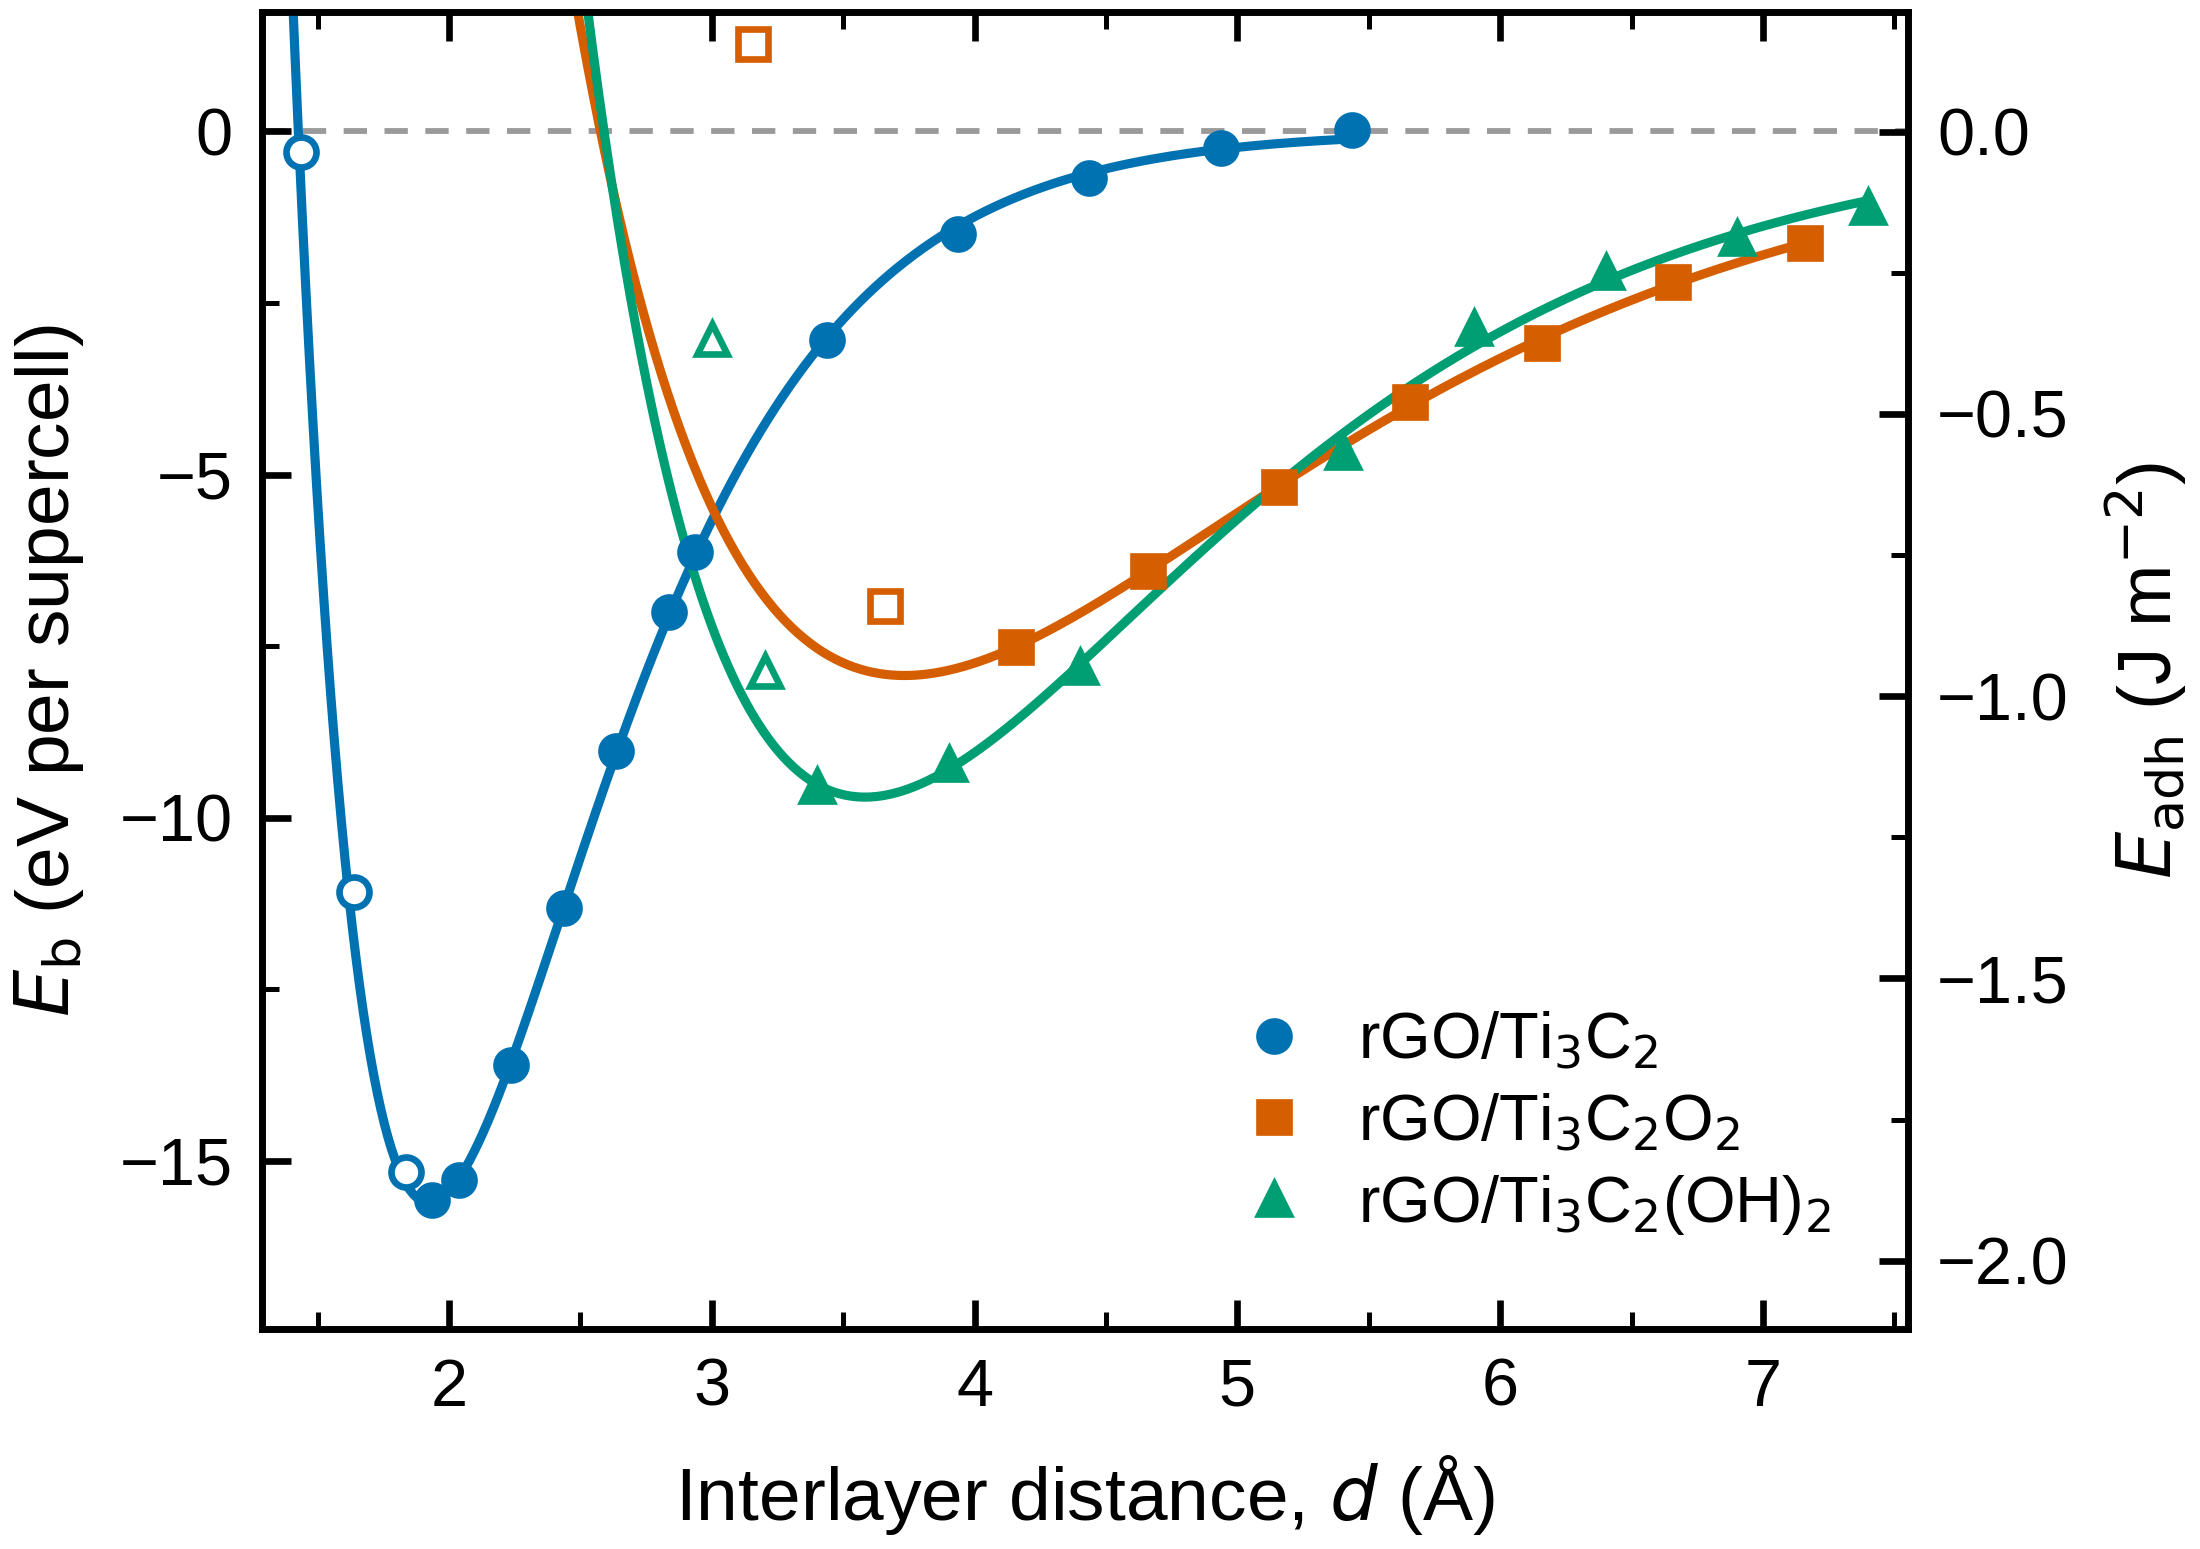 0
−5
−10
−15
E_b (eV per supercell)
0.0
−0.5
−1.0
−1.5
−2.0
E_adh (J m⁻²)
rGO/Ti₃C₂
rGO/Ti₃C₂O₂
rGO/Ti₃C₂(OH)₂
2 3 4 5 6 7
Interlayer distance, d (Å)